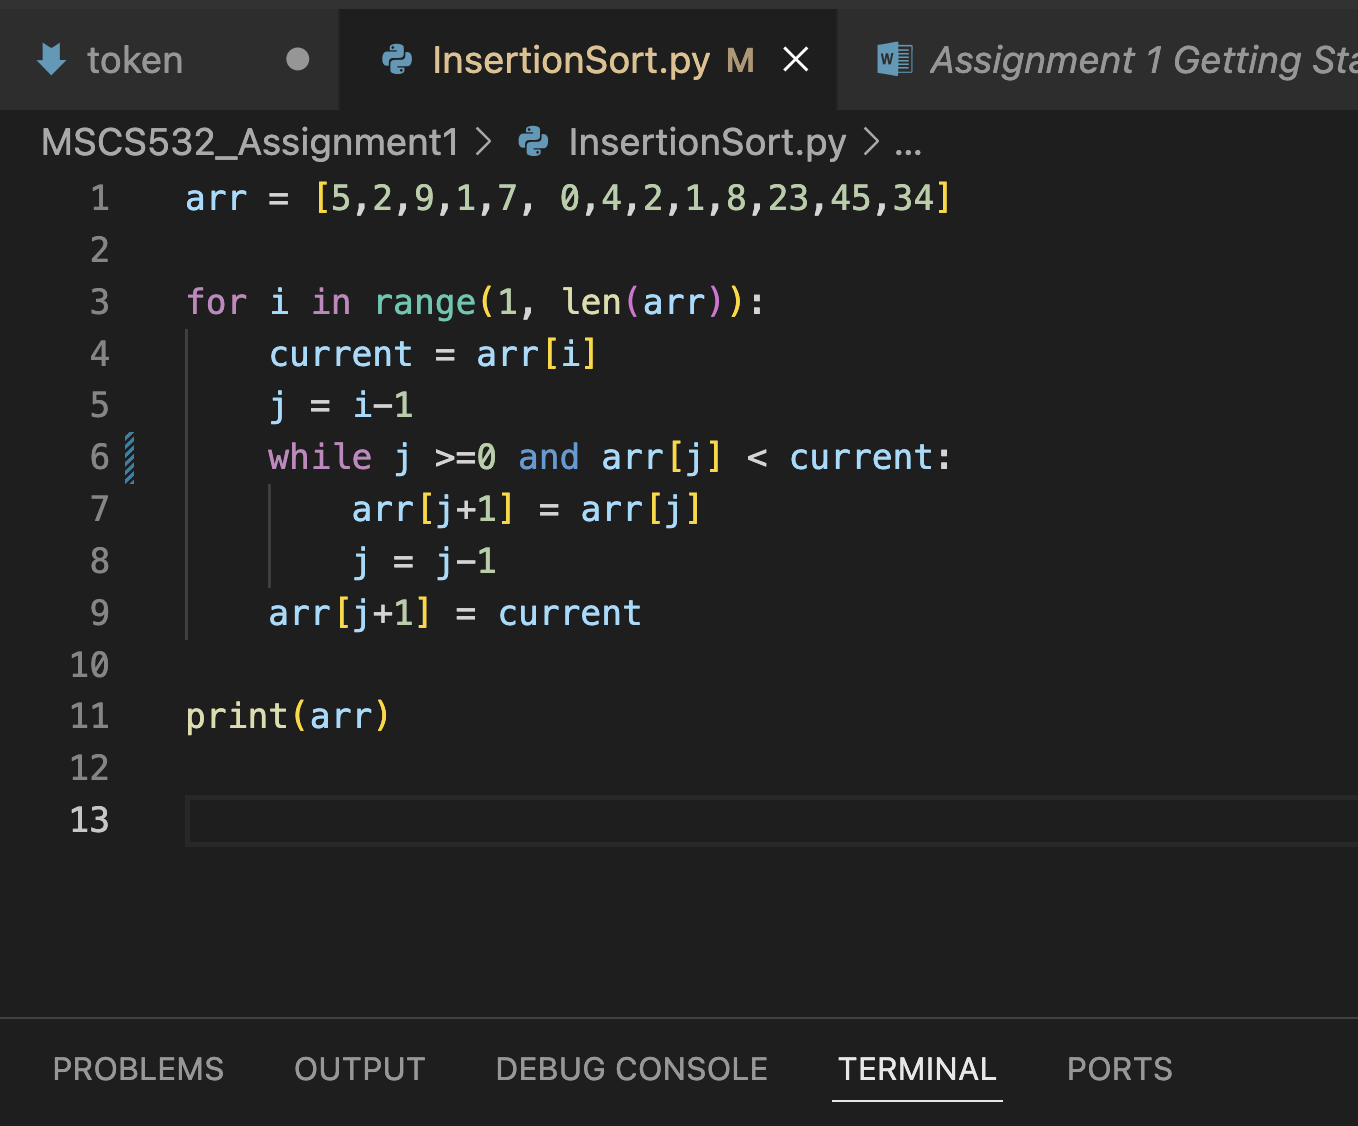 token InsertionSort.py M Assignment 1 Getting
MSCS532_Assignment1 > InsertionSort.py > ...
1 arr = [5,2,9,1,7, 0,4,2,1,8,23,45,34]
2
3 for i in range(1, len(arr)):
4     current = arr[i]
5     j = i-1
6     while j >=0 and arr[j] < current:
7         arr[j+1] = arr[j]
8         j = j-1
9     arr[j+1] = current
10
11 print(arr)
12
13
PROBLEMS OUTPUT DEBUG CONSOLE TERMINAL PORTS